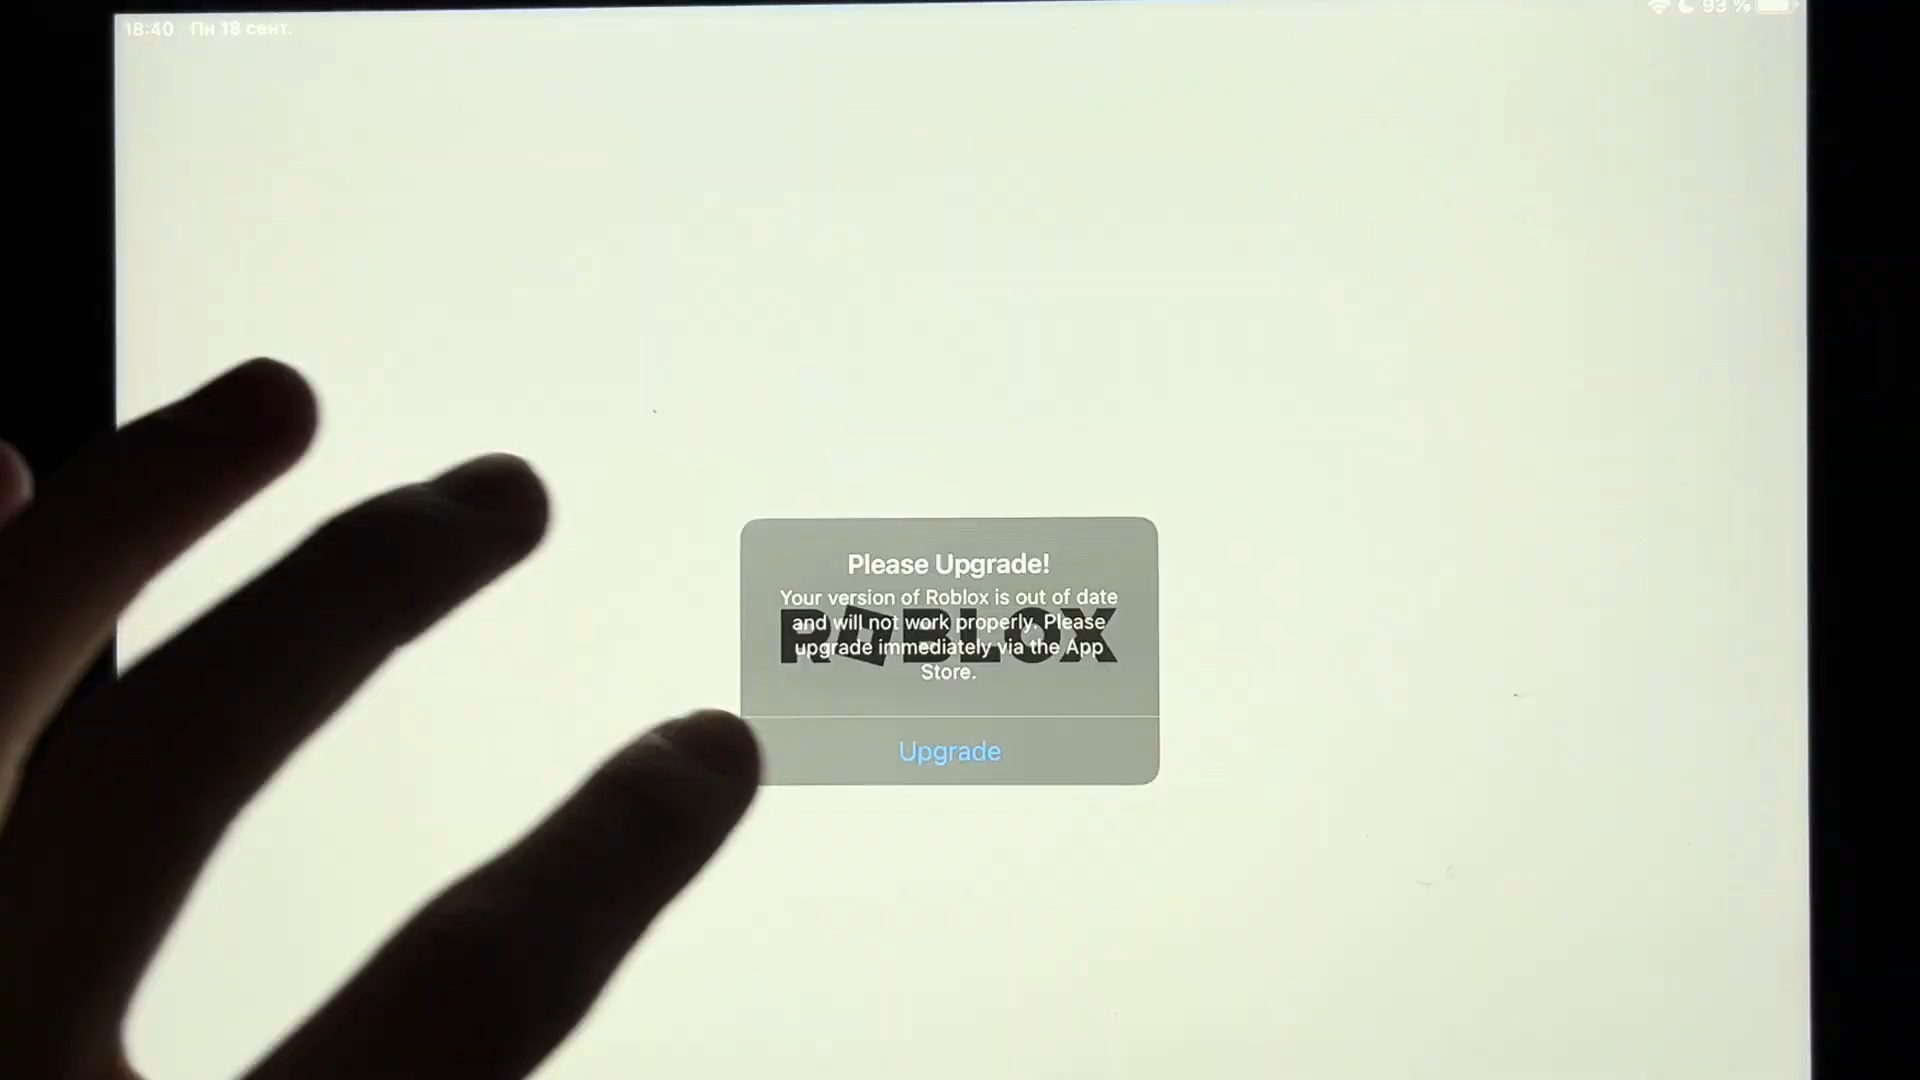 18:40 Пн 18 сент.
93 %
Please Upgrade!
Your version of Roblox is out of date
and will not work properly. Please
upgrade immediately via the App
Store.
ROBLOX
Upgrade